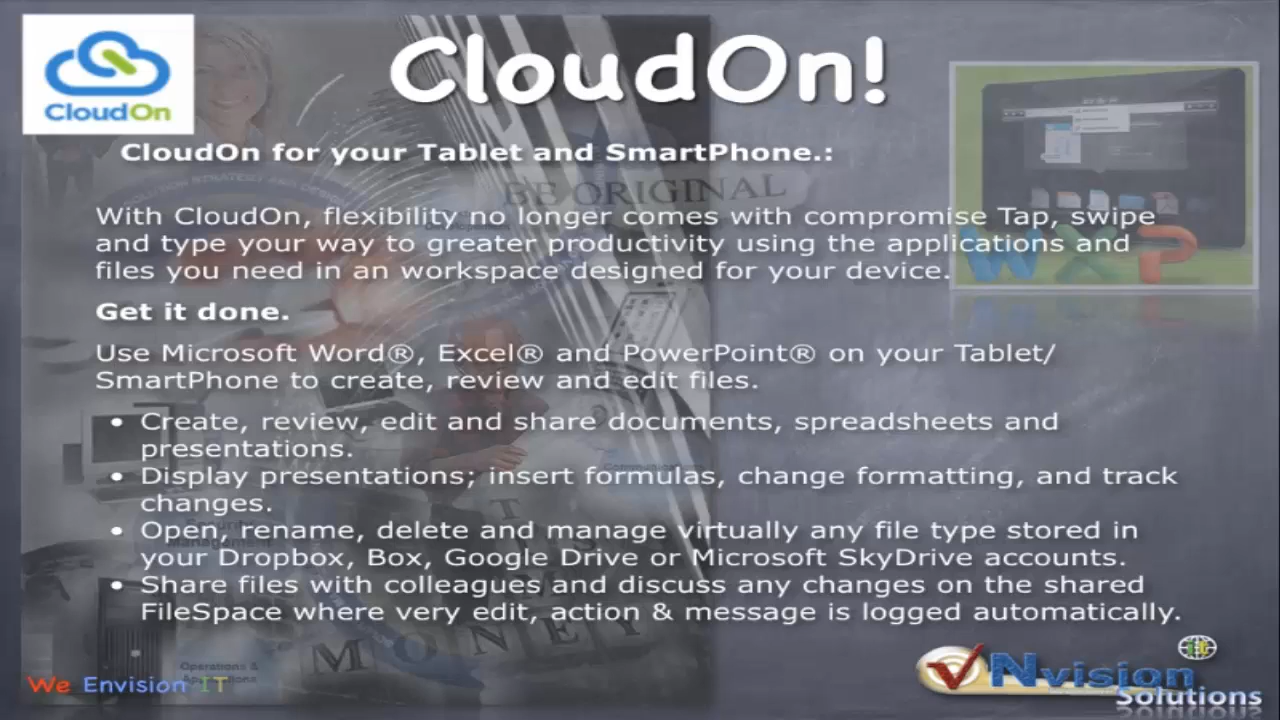 CloudOn
CloudOn!
CloudOn for your Tablet and SmartPhone.:
BE ORIGINAL
With CloudOn, flexibility no longer comes with compromise Tap, swipe
and type your way to greater productivity using the applications and
files you need in an workspace designed for your device.
W X P
Get it done.
Use Microsoft Word®, Excel® and PowerPoint® on your Tablet/
SmartPhone to create, review and edit files.
• Create, review, edit and share documents, spreadsheets and
presentations.
• Display presentations; insert formulas, change formatting, and track
changes.
• Open, rename, delete and manage virtually any file type stored in
your Dropbox, Box, Google Drive or Microsoft SkyDrive accounts.
• Share files with colleagues and discuss any changes on the shared
FileSpace where very edit, action & message is logged automatically.
MONEY
Operations &
We Envision IT
Nvision
Solutions